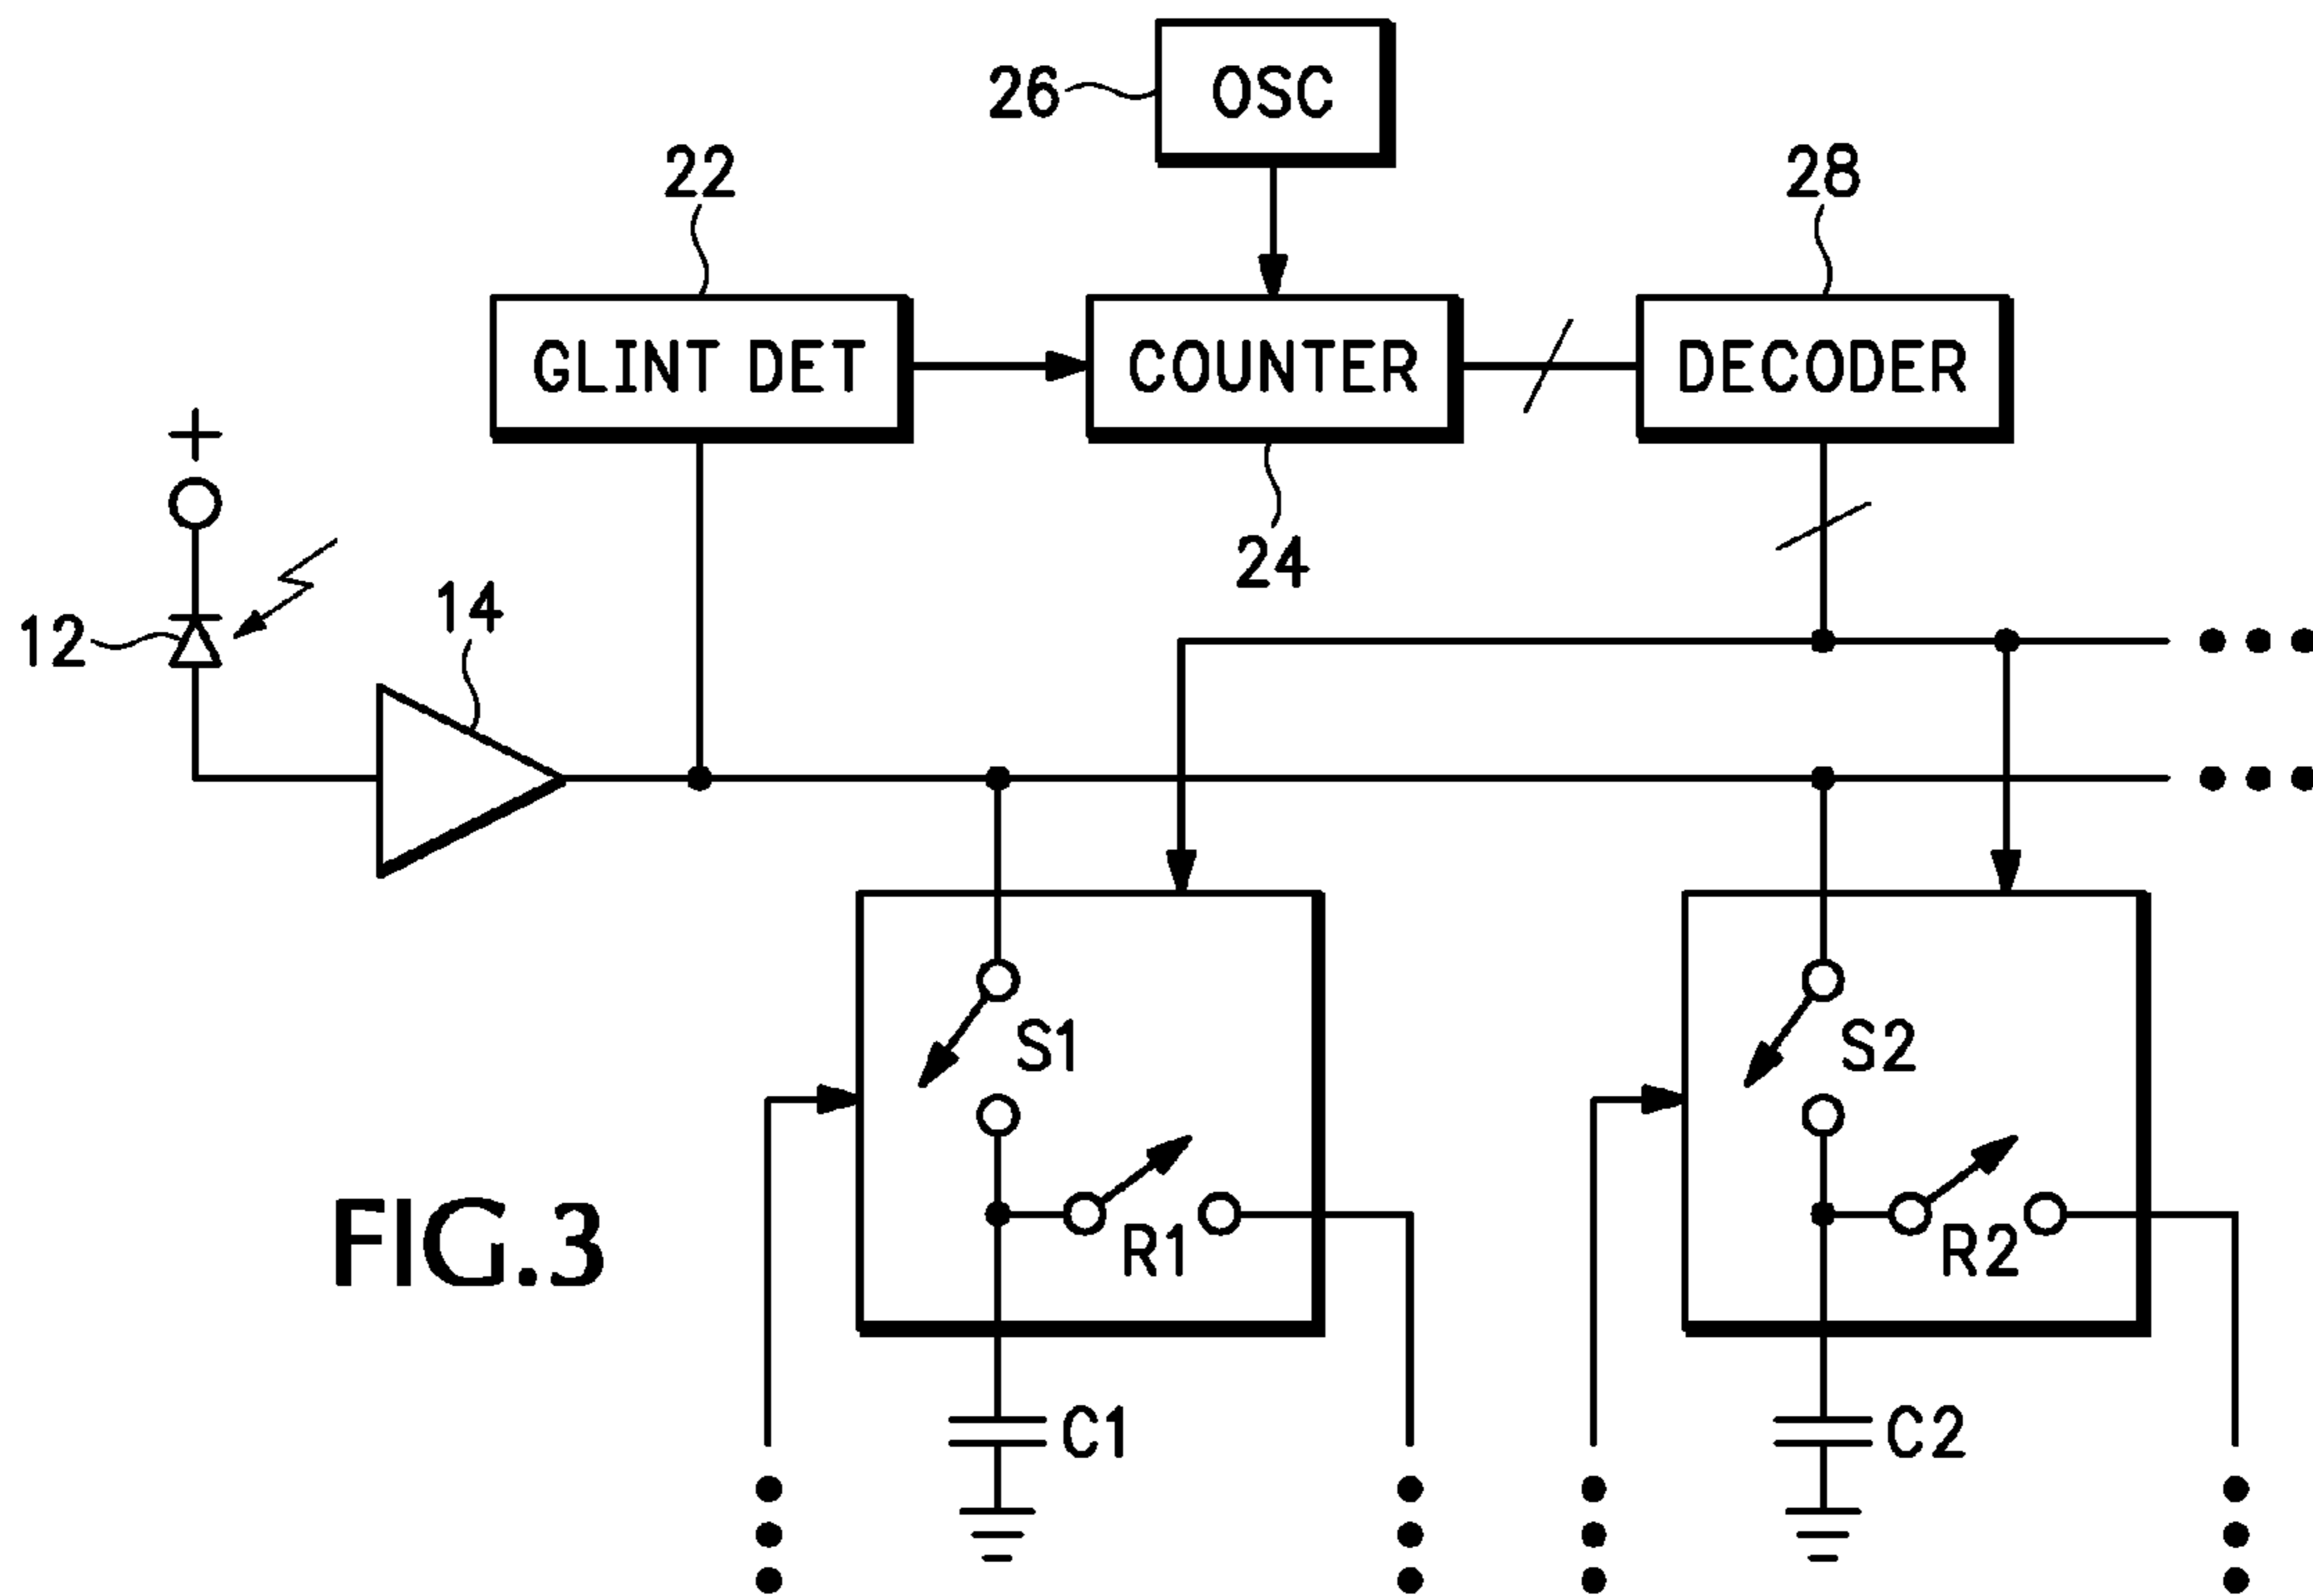 26
OSC
22
28
GLINT DET
COUNTER
DECODER
+
24
14
12
S1
S2
R1
R2
FIG.3
C1
C2